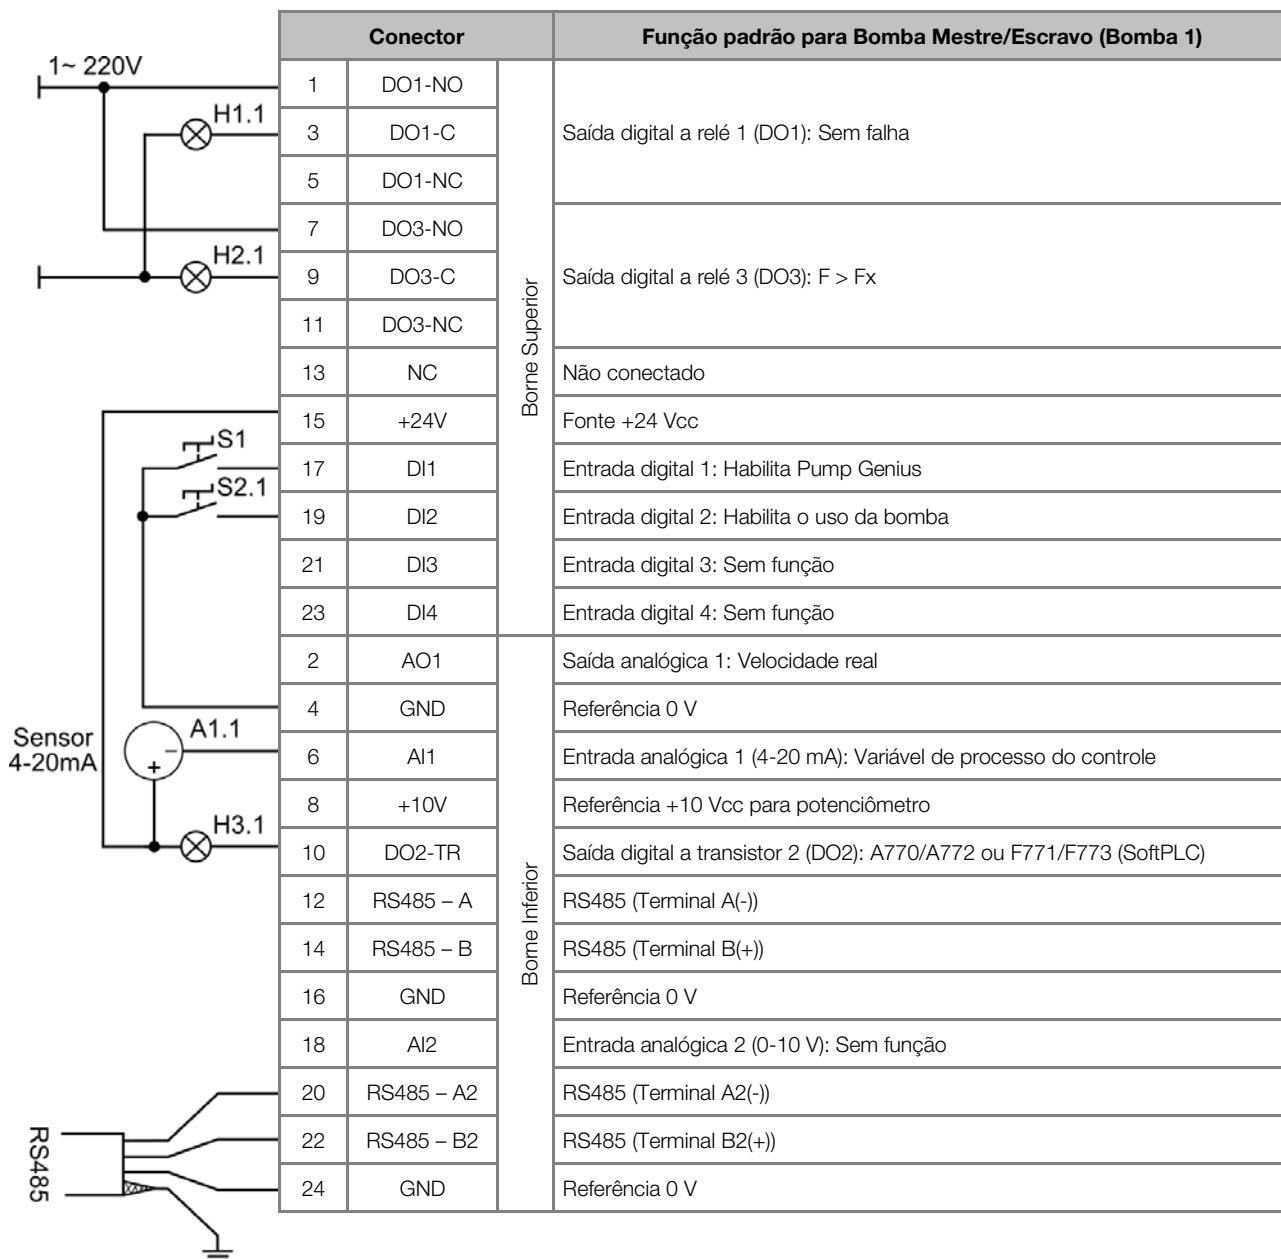 Conector Função padrão para Bomba Mestre/Escravo (Bomba 1)
1~ 220V
1 DO1-NO
H1.1
3 DO1-C Saída digital a relé 1 (DO1): Sem falha
5 DO1-NC
7 DO3-NO
H2.1
9 DO3-C Saída digital a relé 3 (DO3): F > Fx
11 DO3-NC
Borne Superior
13 NC Não conectado
15 +24V Fonte +24 Vcc
S1
17 DI1 Entrada digital 1: Habilita Pump Genius
S2.1
19 DI2 Entrada digital 2: Habilita o uso da bomba
21 DI3 Entrada digital 3: Sem função
23 DI4 Entrada digital 4: Sem função
2 AO1 Saída analógica 1: Velocidade real
4 GND Referência 0 V
A1.1
Sensor
4-20mA
- 
+
6 AI1 Entrada analógica 1 (4-20 mA): Variável de processo do controle
8 +10V Referência +10 Vcc para potenciômetro
H3.1
10 DO2-TR Saída digital a transistor 2 (DO2): A770/A772 ou F771/F773 (SoftPLC)
Borne Inferior
12 RS485 – A RS485 (Terminal A(-))
14 RS485 – B RS485 (Terminal B(+))
16 GND Referência 0 V
18 AI2 Entrada analógica 2 (0-10 V): Sem função
20 RS485 – A2 RS485 (Terminal A2(-))
RS485
22 RS485 – B2 RS485 (Terminal B2(+))
24 GND Referência 0 V